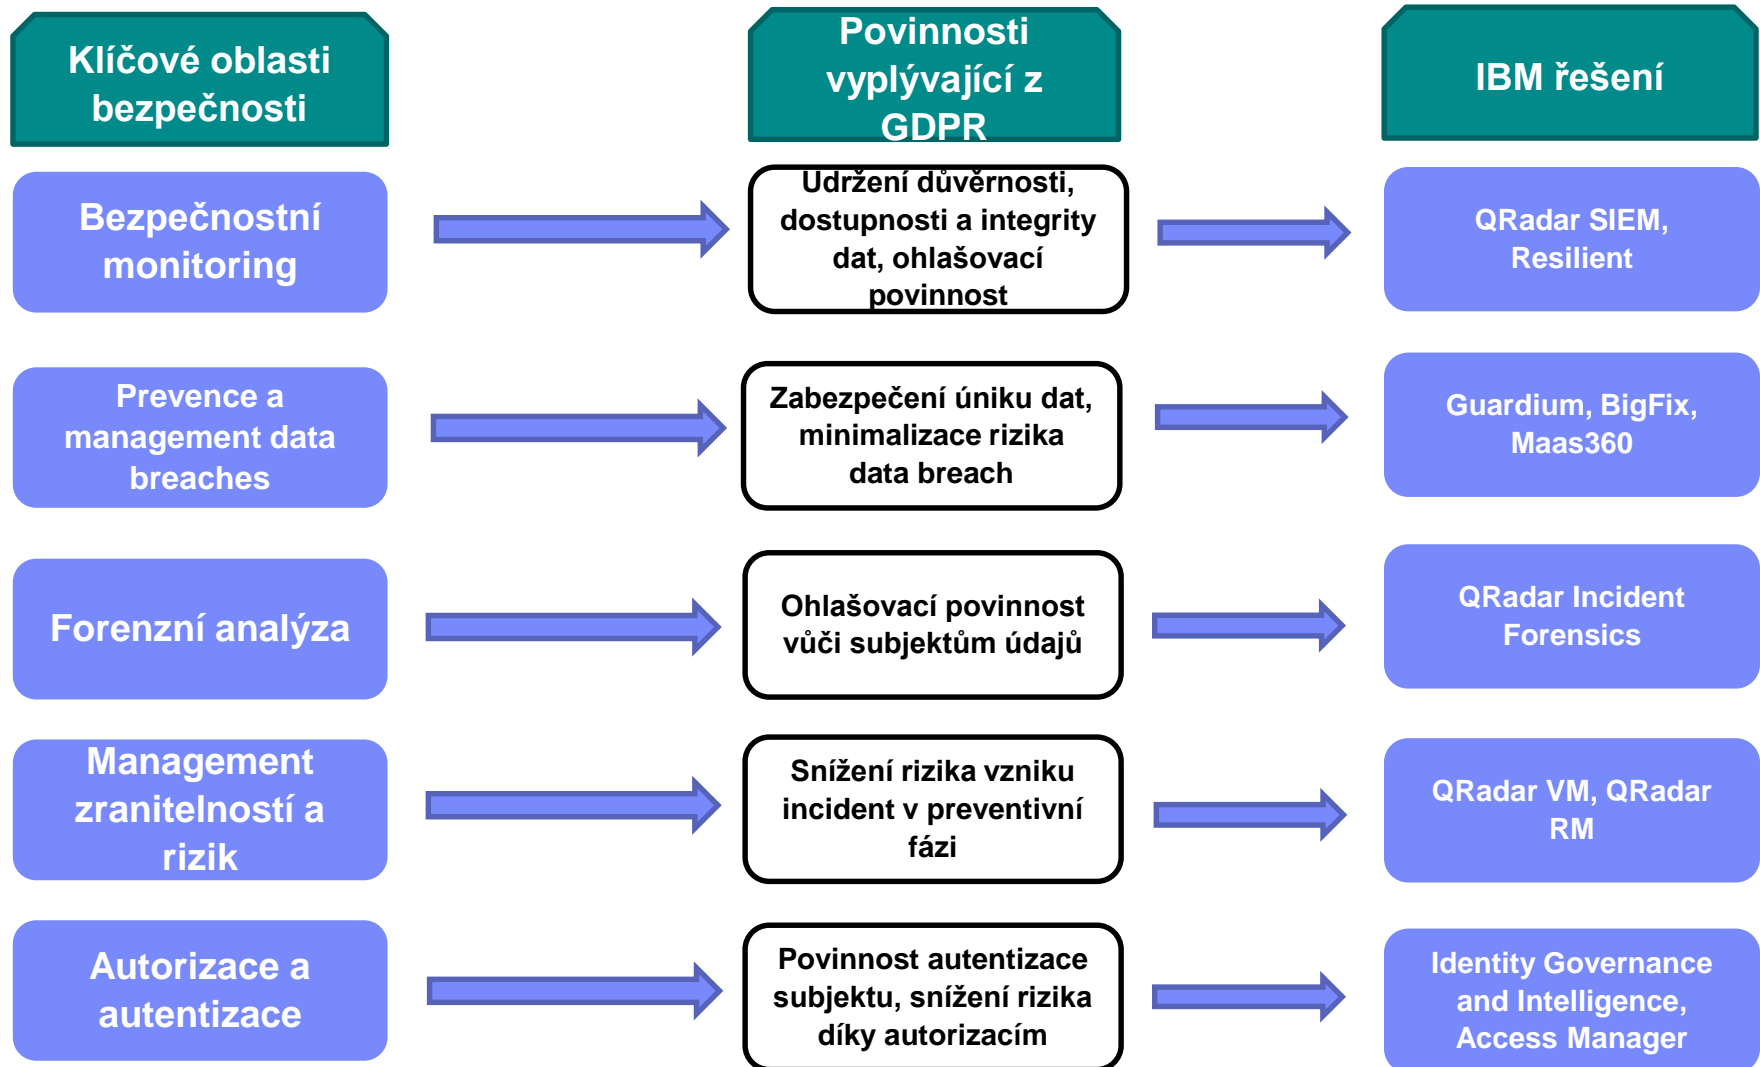 Klíčové oblasti
bezpečnosti
Povinnosti
vyplývající z
GDPR
IBM řešení
Bezpečnostní
monitoring
Udržení důvěrnosti,
dostupnosti a integrity
dat, ohlašovací
povinnost
QRadar SIEM,
Resilient
Prevence a
management data
breaches
Zabezpečení úniku dat,
minimalizace rizika
data breach
Guardium, BigFix,
Maas360
Forenzní analýza
Ohlašovací povinnost
vůči subjektům údajů
QRadar Incident
Forensics
Management
zranitelností a
rizik
Snížení rizika vzniku
incident v preventivní
fázi
QRadar VM, QRadar
RM
Autorizace a
autentizace
Povinnost autentizace
subjektu, snížení rizika
díky autorizacím
Identity Governance
and Intelligence,
Access Manager